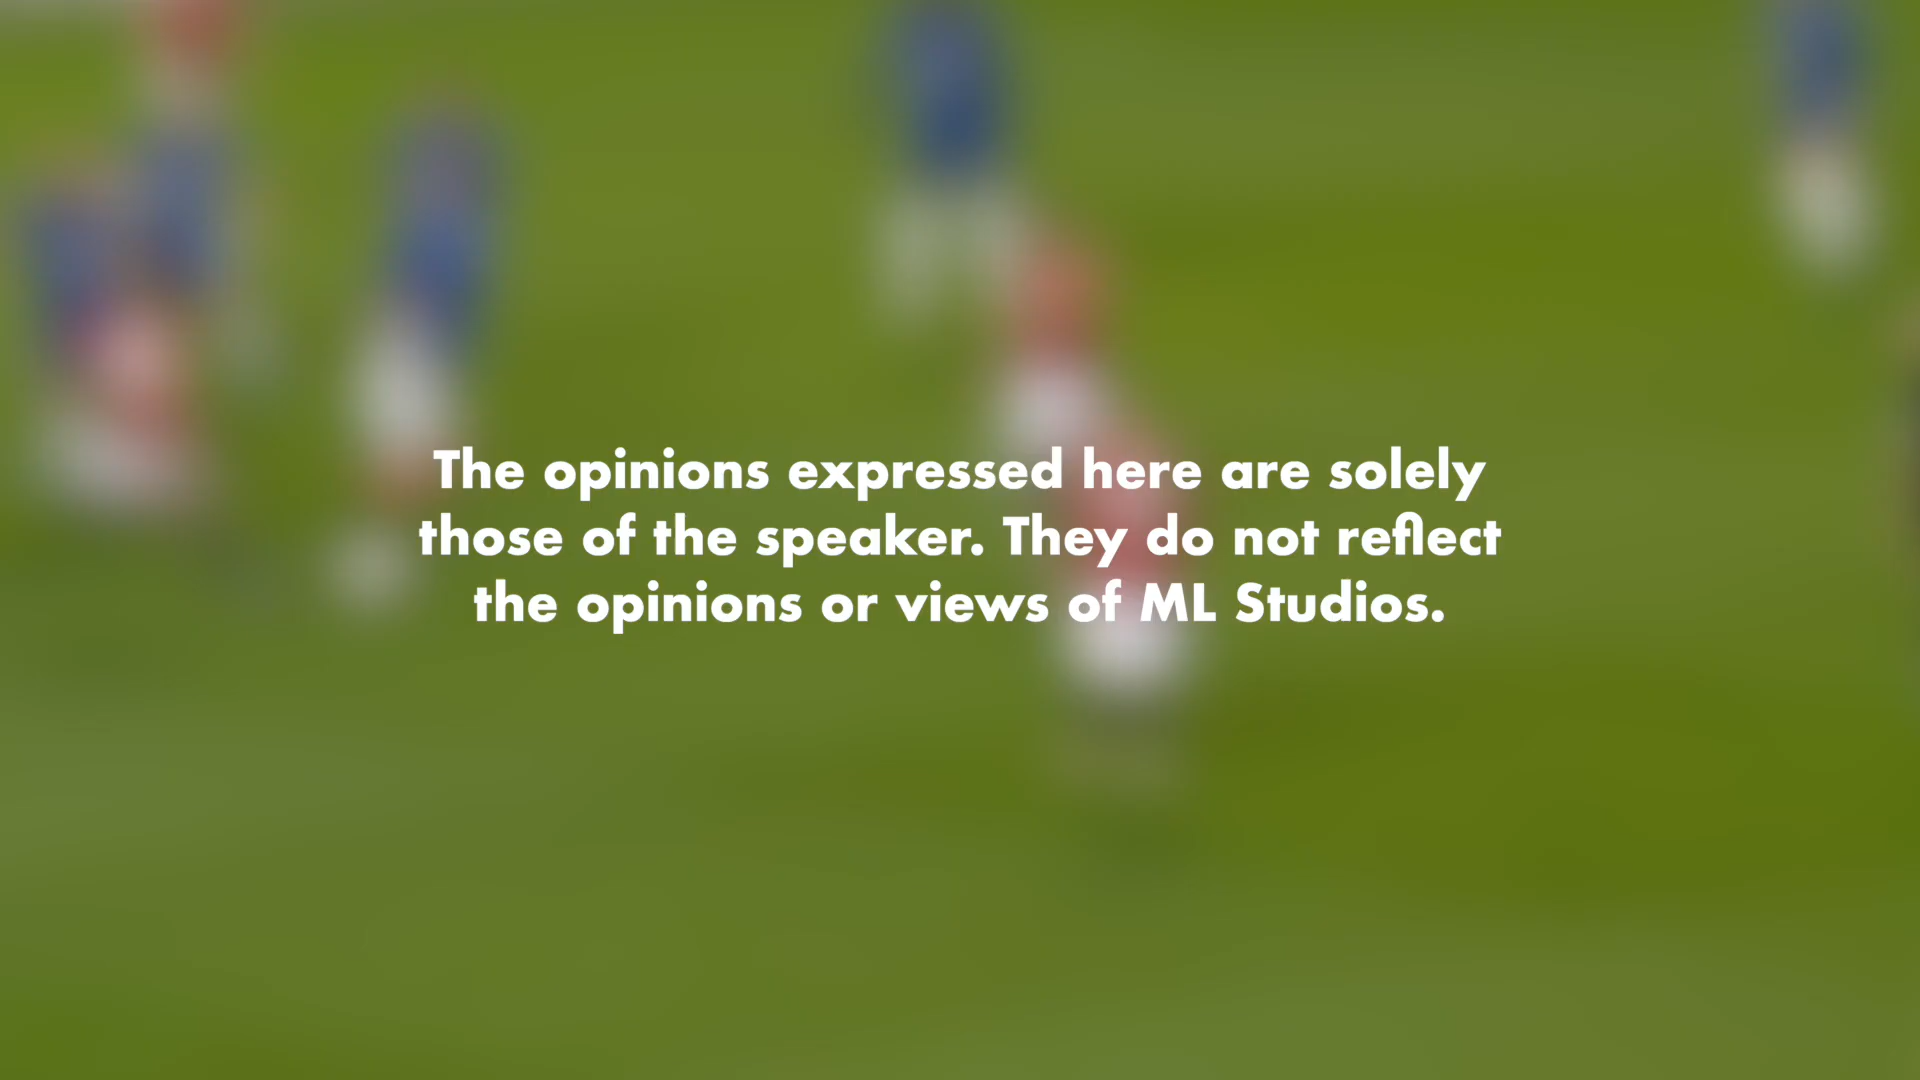 The opinions expressed here are solely
those of the speaker. They do not reflect
the opinions or views of ML Studios.